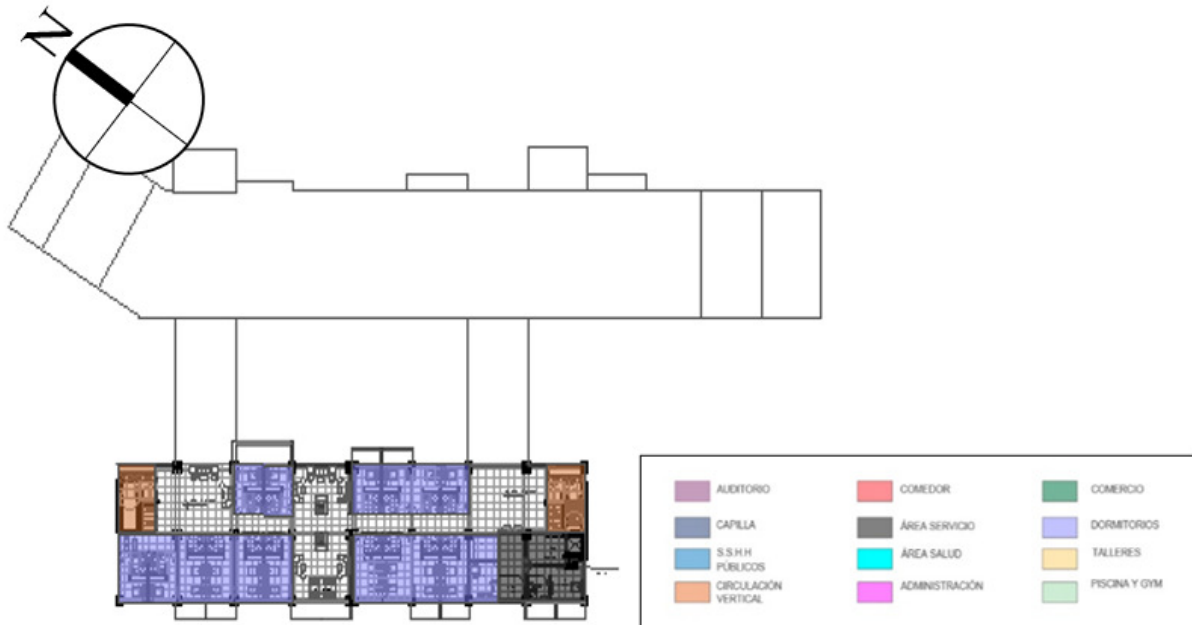 N
AUDITORIO
CAPILLA
S.S.H.H
PÚBLICOS
CIRCULACIÓN
VERTICAL
COMEDOR
ÁREA SERVICIO
ÁREA SALUD
ADMINISTRACIÓN
COMERCIO
DORMITORIOS
TALLERES
PISCINA Y GYM